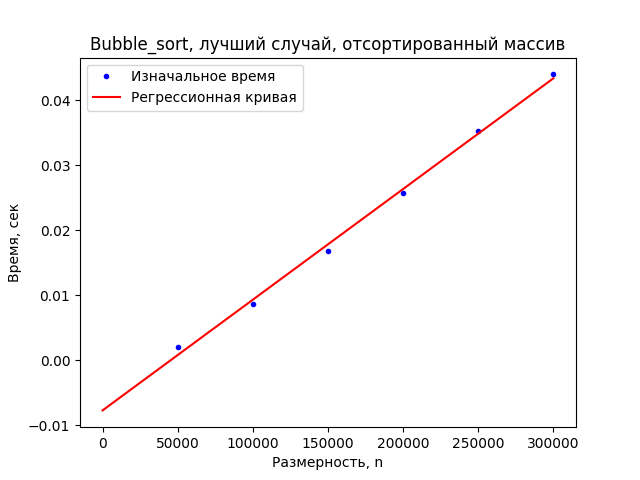 Bubble_sort, лучший случай, отсортированный массив
Изначальное время
Регрессионная кривая
0.04
0.03
0.02
0.01
0.00
−0.01
Время, сек
0
50000
100000
150000
200000
250000
300000
Размерность, n